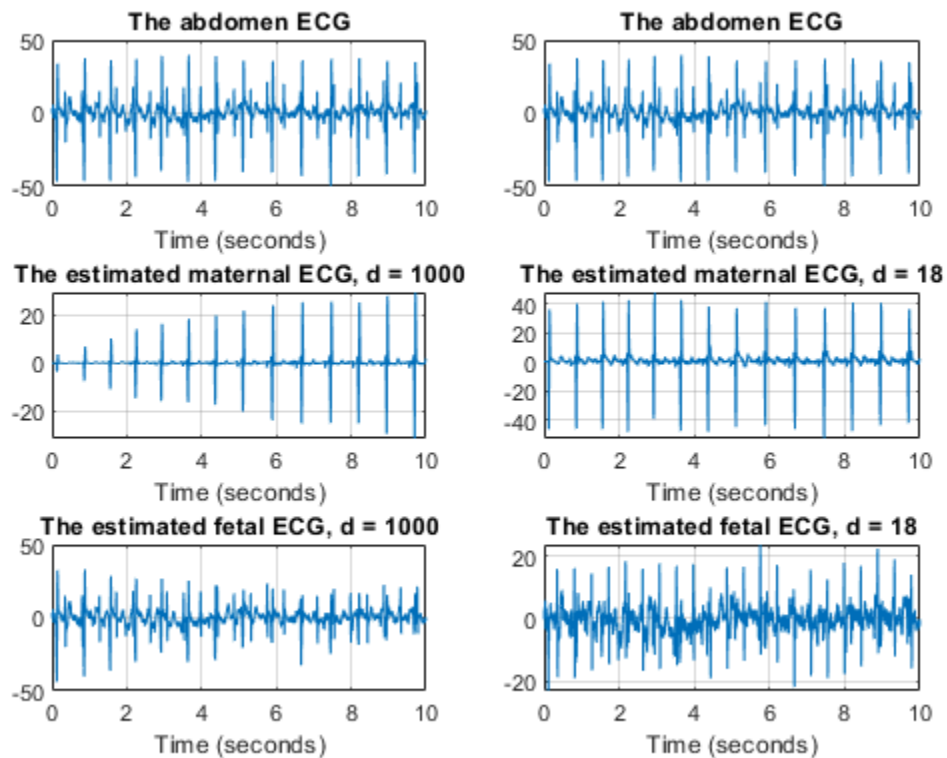 The abdomen ECG
50
0
-50
0 2 4 6 8 10
Time (seconds)
The abdomen ECG
50
0
-50
0 2 4 6 8 10
Time (seconds)
The estimated maternal ECG, d = 1000
20
0
-20
0 2 4 6 8 10
Time (seconds)
The estimated maternal ECG, d = 18
40
20
0
-20
-40
0 2 4 6 8 10
Time (seconds)
The estimated fetal ECG, d = 1000
50
0
-50
0 2 4 6 8 10
Time (seconds)
The estimated fetal ECG, d = 18
20
0
-20
0 2 4 6 8 10
Time (seconds)